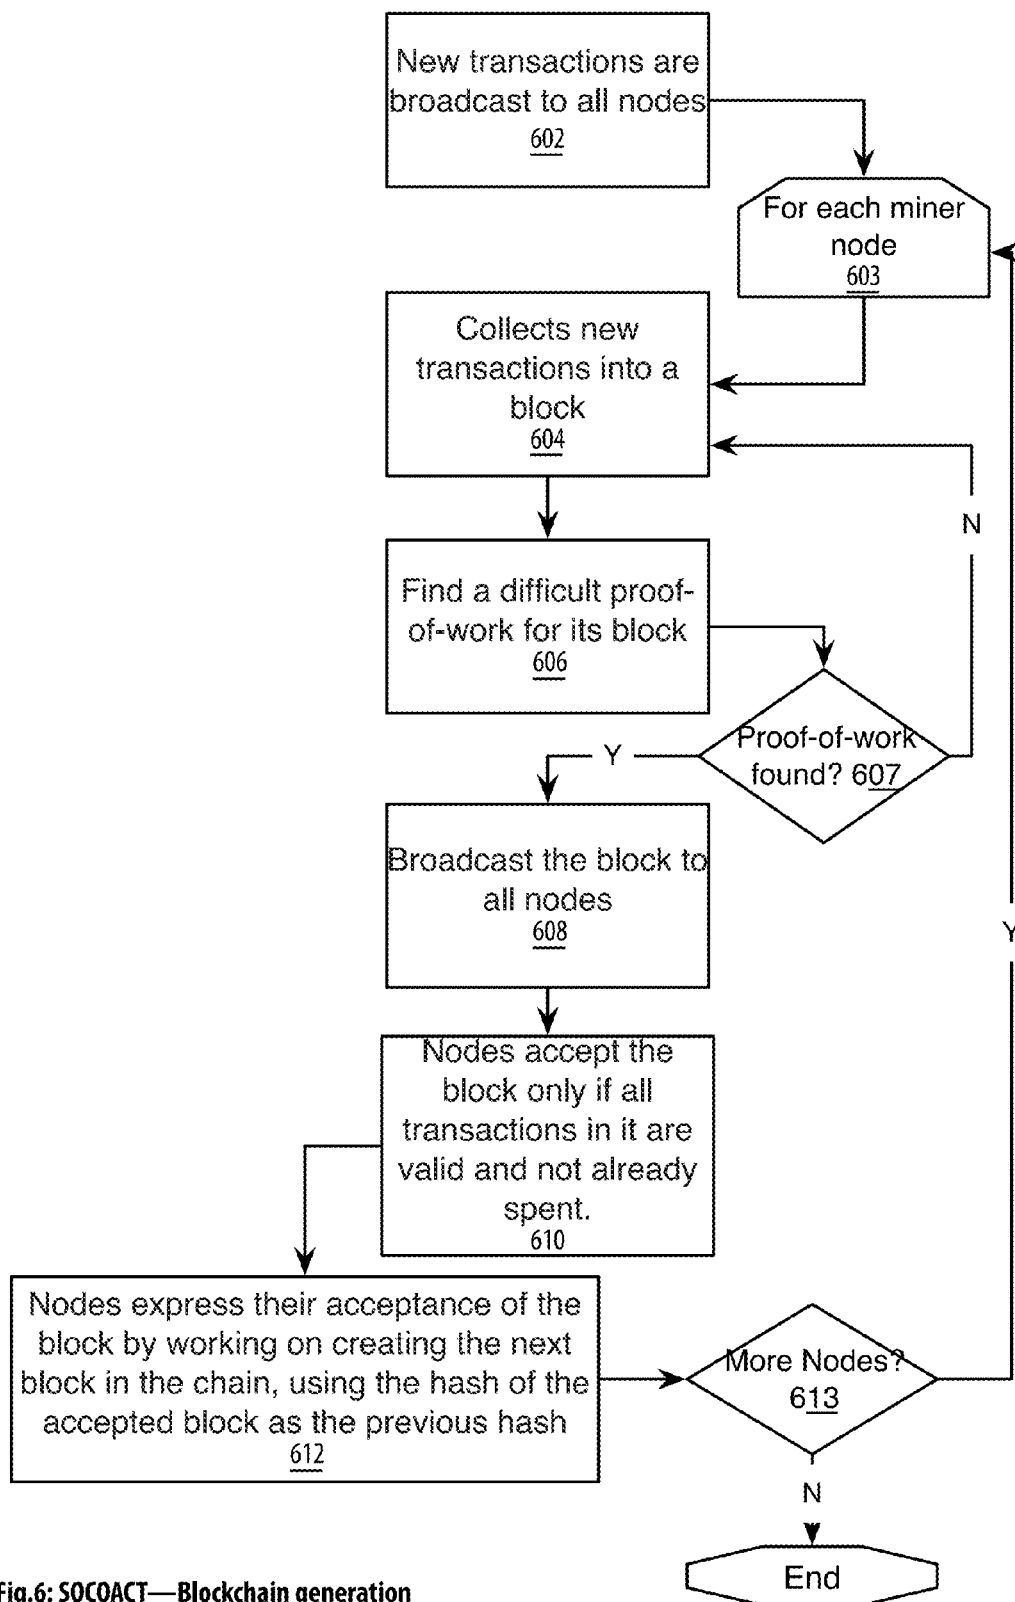 New transactions are
broadcast to all nodes
602
For each miner
node
603
Collects new
transactions into a
block
604
N
Find a difficult proof-
of-work for its block
606
Proof-of-work
found? 607
Y
Broadcast the block to
all nodes
608
Y
Nodes accept the
block only if all
transactions in it are
valid and not already
spent.
610
Nodes express their acceptance of the
block by working on creating the next
block in the chain, using the hash of the
accepted block as the previous hash
612
More Nodes?
613
N
End
Fig.6: SOCOACT—Blockchain generation